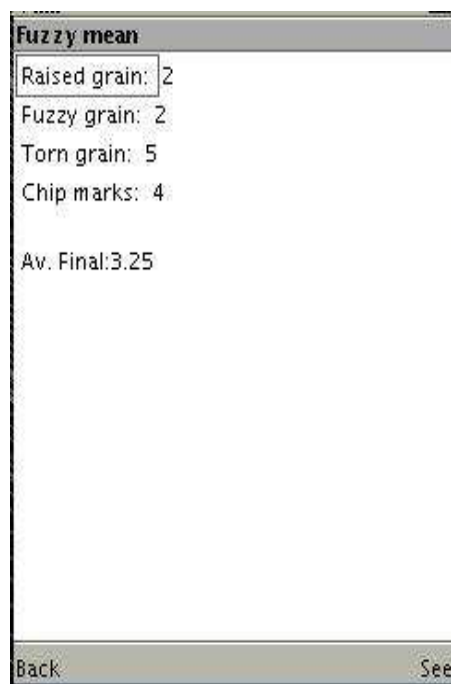 Fuzzy mean
Raised grain: 2
Fuzzy grain: 2
Torn grain: 5
Chip marks: 4
Av. Final:3.25
Back See